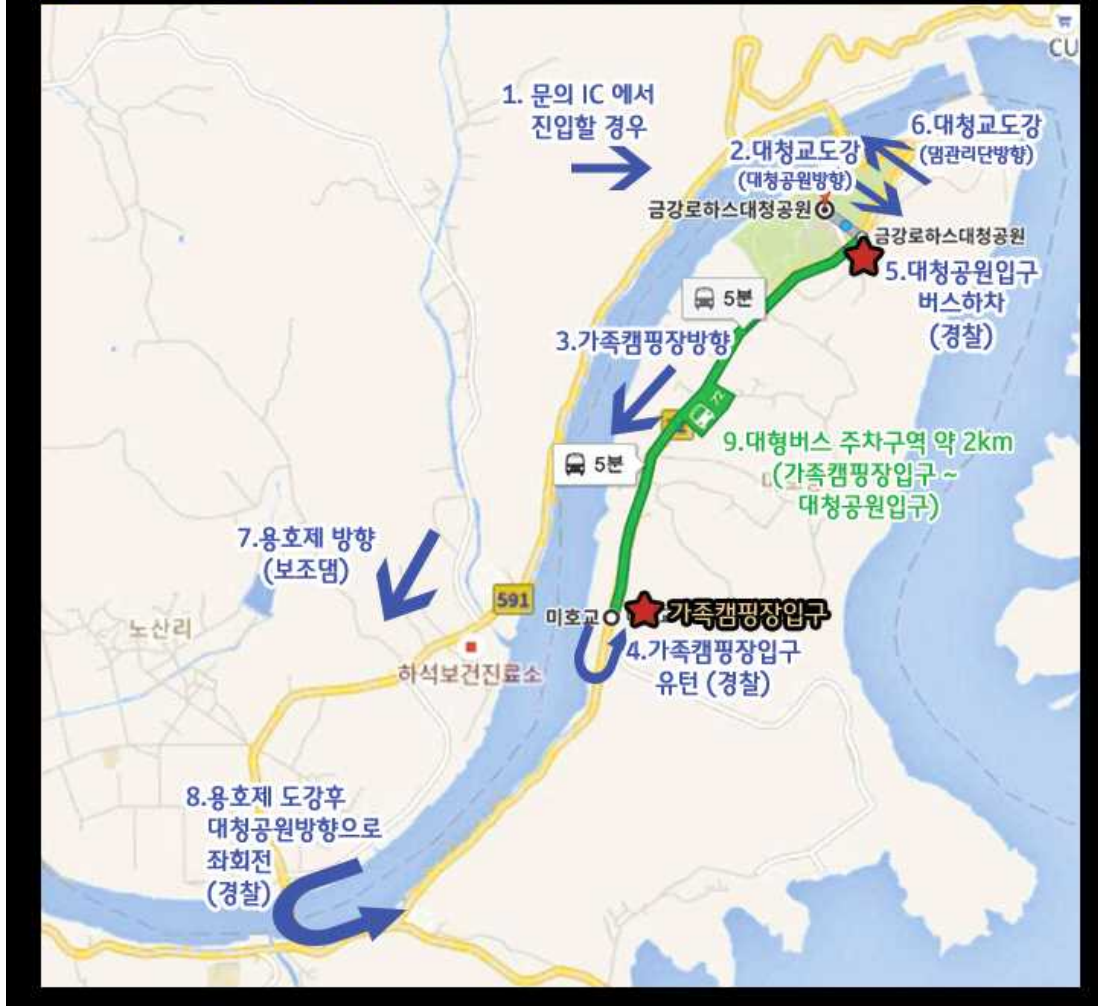 CU
1. 문의 IC 에서
진입할 경우
6.대청교도강
(댐관리단방향)
2.대청교도강
(대청공원방향)
금강로하스대청공원
금강로하스대청공원
5.대청공원입구
버스하차
(경찰)
5분
3.가족캠핑장방향
72
9.대형버스 주차구역 약 2km
(가족캠핑장입구 ~
대청공원입구)
5분
7.용호제 방향
(보조댐)
591
미호교
가족캠핑장입구
노산리
하석보건진료소
4.가족캠핑장입구
유턴 (경찰)
8.용호제 도강후
대청공원방향으로
좌회전
(경찰)